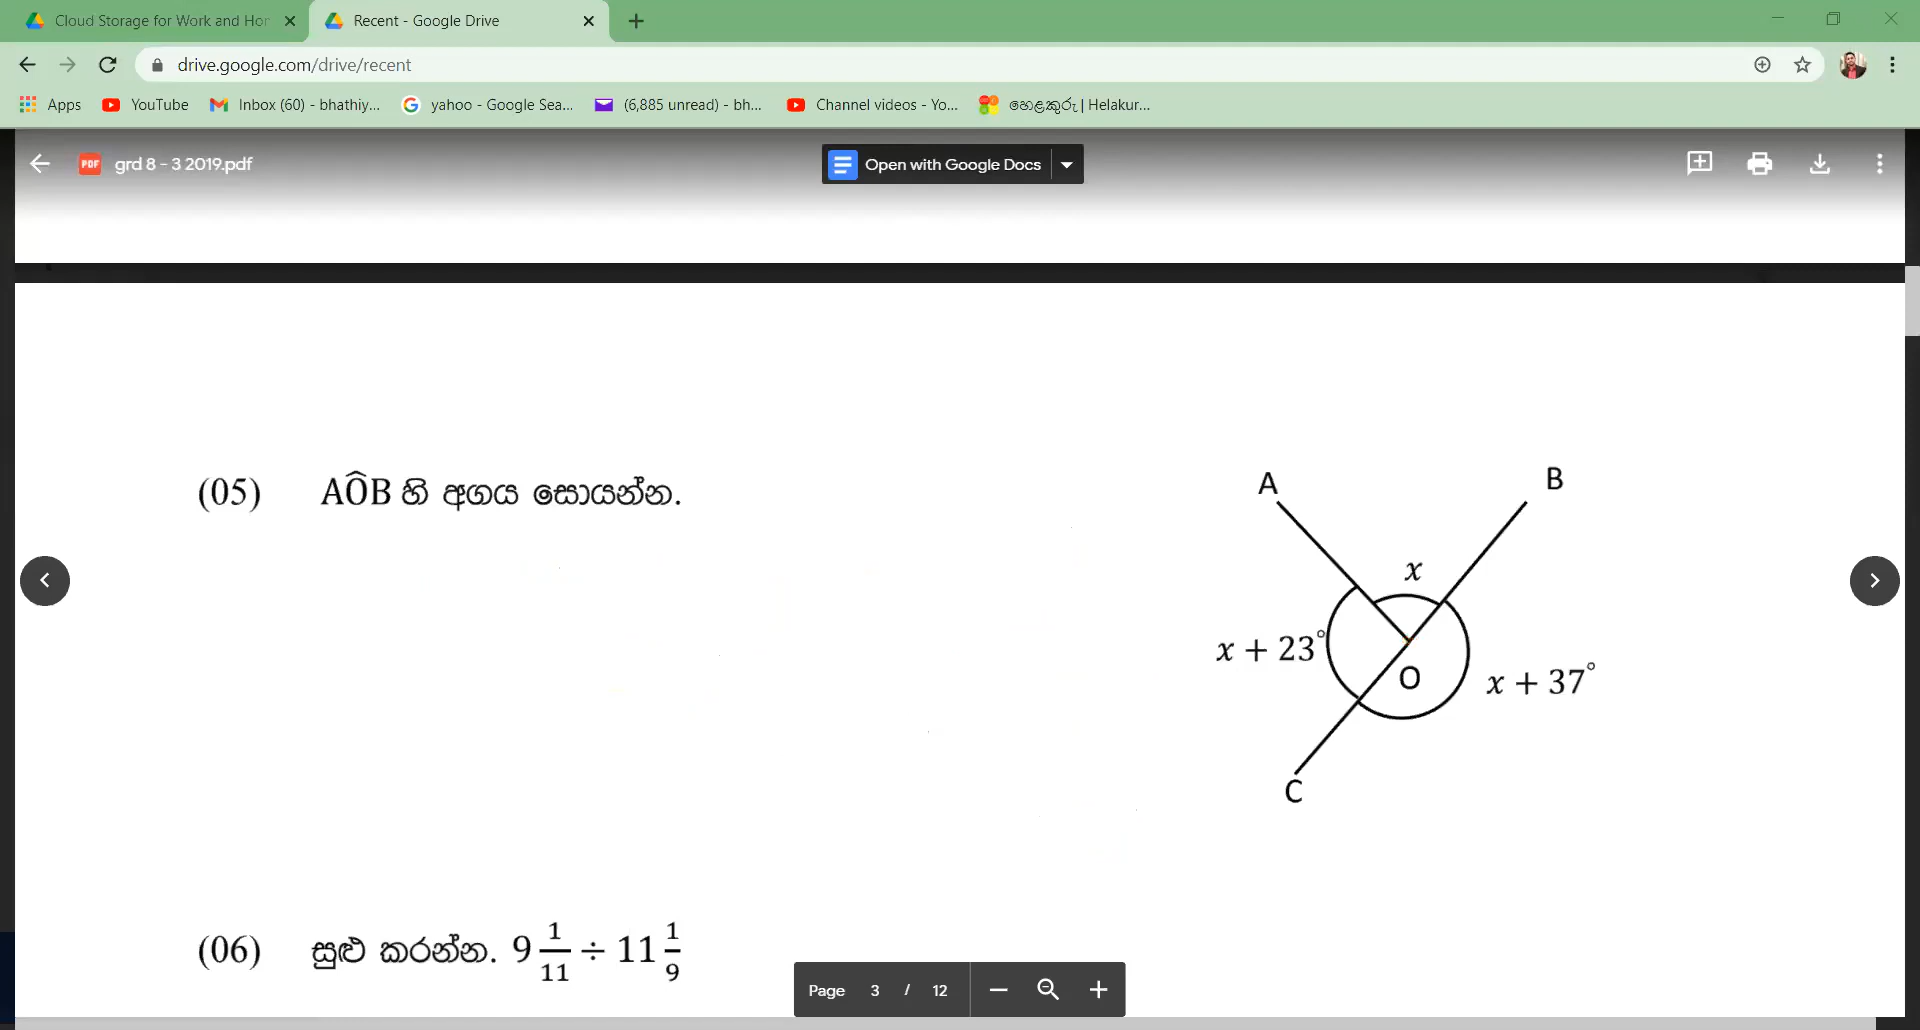 Cloud Storage for Work and Hor
Recent - Google Drive
drive.google.com/drive/recent
Apps
YouTube
Inbox (60) - bhathiy...
yahoo - Google Sea...
(6,885 unread) - bh...
Channel videos - Yo...
හෙළකුරු | Helakur...
PDF
grd 8 - 3 2019.pdf
Open with Google Docs
(05) AÔB හි අගය සොයන්න.
A
B
x
x + 23°
O
x + 37°
C
(06) සුළු කරන්න. 9 1/11 ÷ 11 1/9
Page 3 / 12